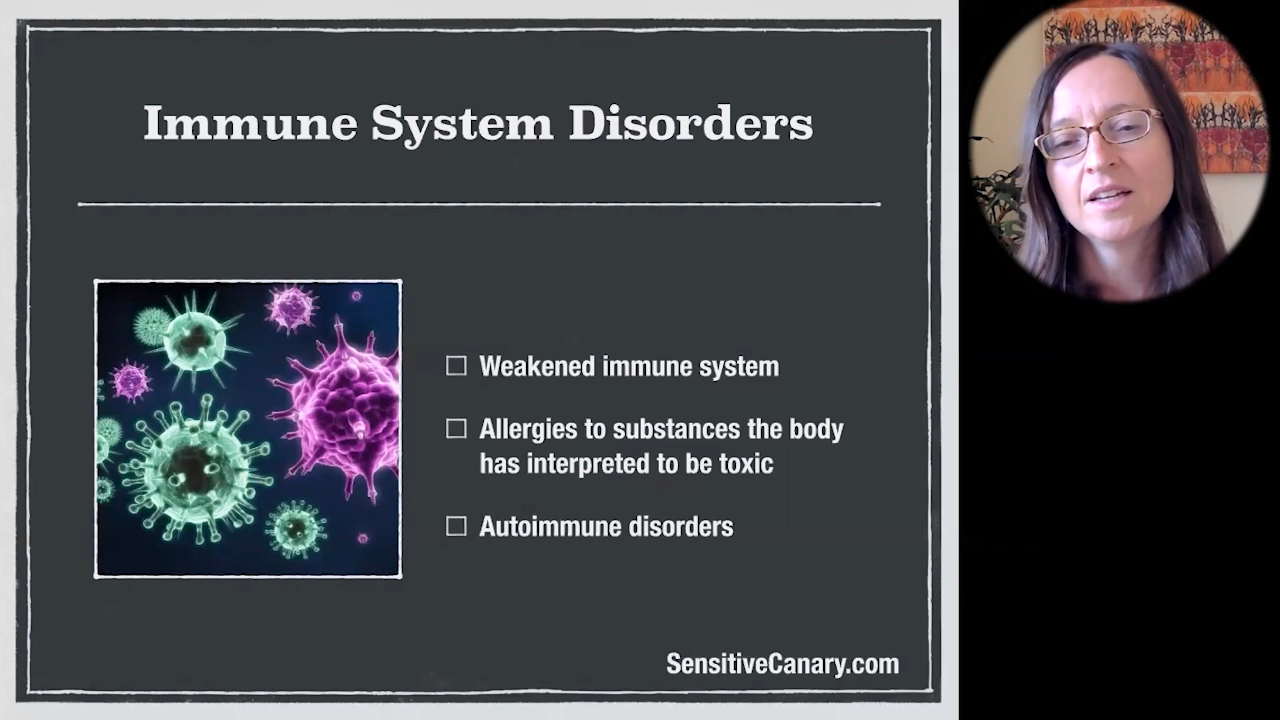 Immune System Disorders
Weakened immune system
Allergies to substances the body
has interpreted to be toxic
Autoimmune disorders
SensitiveCanary.com